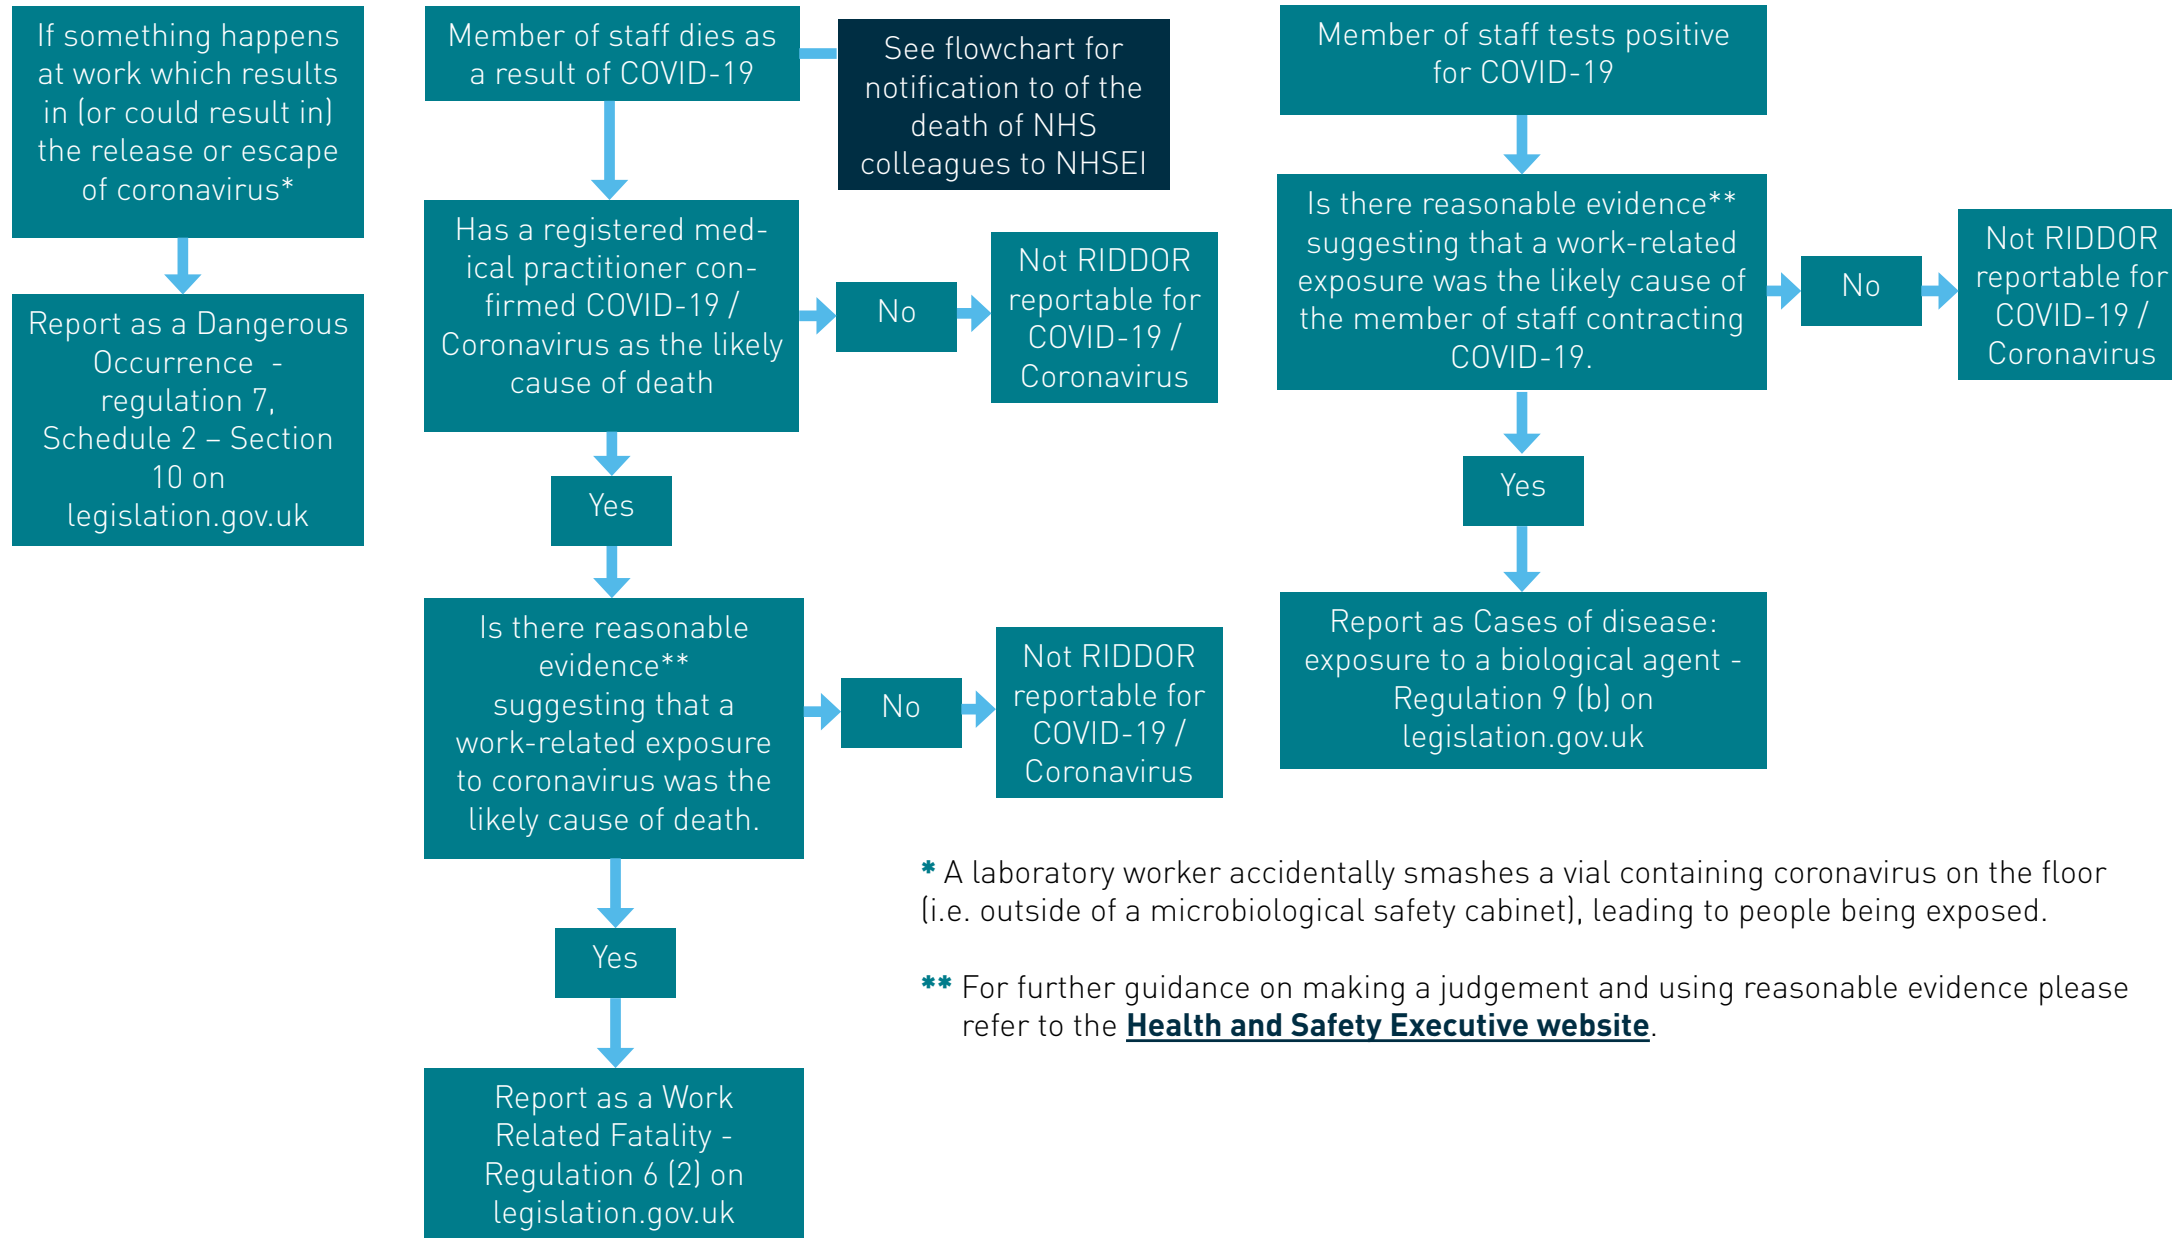 If something happens
at work which results
in (or could result in)
the release or escape
of coronavirus*
Report as a Dangerous
Occurrence -
regulation 7,
Schedule 2 – Section
10 on
legislation.gov.uk
Member of staff dies as
a result of COVID-19
See flowchart for
notification to of the
death of NHS
colleagues to NHSEI
Has a registered med-
ical practitioner con-
firmed COVID-19 /
Coronavirus as the likely
cause of death
No
Not RIDDOR
reportable for
COVID-19 /
Coronavirus
Yes
Is there reasonable
evidence**
suggesting that a
work-related exposure
to coronavirus was the
likely cause of death.
No
Not RIDDOR
reportable for
COVID-19 /
Coronavirus
Yes
Report as a Work
Related Fatality -
Regulation 6 (2) on
legislation.gov.uk
Member of staff tests positive
for COVID-19
Is there reasonable evidence**
suggesting that a work-related
exposure was the likely cause of
the member of staff contracting
COVID-19.
No
Not RIDDOR
reportable for
COVID-19 /
Coronavirus
Yes
Report as Cases of disease:
exposure to a biological agent -
Regulation 9 (b) on
legislation.gov.uk
* A laboratory worker accidentally smashes a vial containing coronavirus on the floor
(i.e. outside of a microbiological safety cabinet), leading to people being exposed.
** For further guidance on making a judgement and using reasonable evidence please
refer to the Health and Safety Executive website.